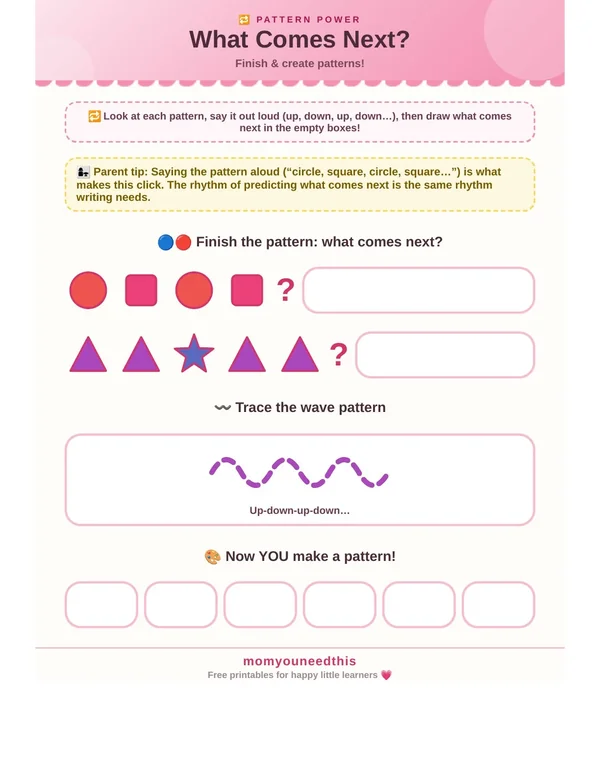 🔁 PATTERN POWER
What Comes Next?
Finish & create patterns!
🔁 Look at each pattern, say it out loud (up, down, up, down…), then draw what comes
next in the empty boxes!
👩‍👧 Parent tip: Saying the pattern aloud (“circle, square, circle, square…”) is what
makes this click. The rhythm of predicting what comes next is the same rhythm
writing needs.
🔵🔴 Finish the pattern: what comes next?
?
?
〰️ Trace the wave pattern
Up-down-up-down…
🎨 Now YOU make a pattern!
momyouneedthis
Free printables for happy little learners 💗